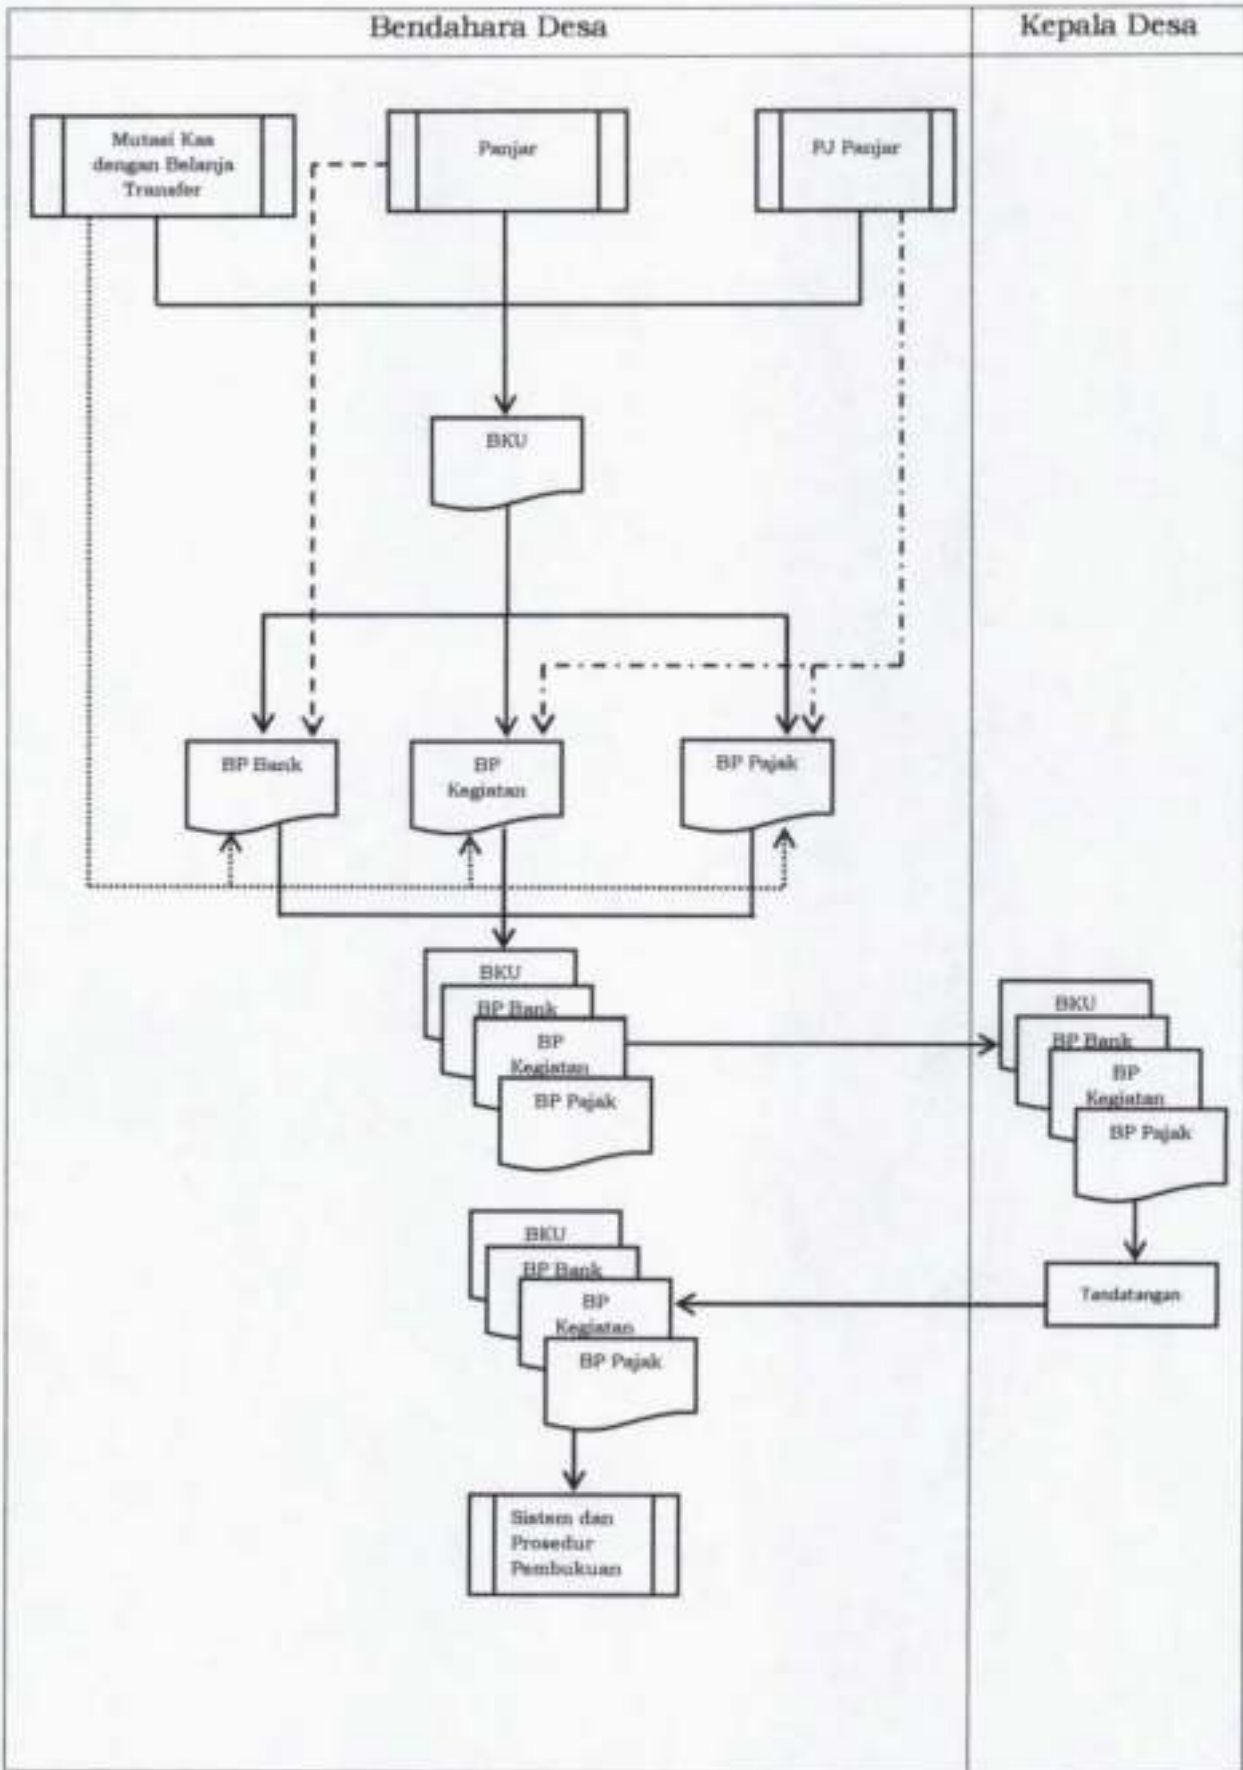 Bendahara Desa
Kepala Desa
Mutasi Kas
dengan Belanja
Transfer
Panjar
PJ Panjar
BKU
BP Bank
BP
Kegiatan
BP Pajak
BKU
BP Bank
BP
Kegiatan
BP Pajak
BKU
BP Bank
BP
Kegiatan
BP Pajak
BKU
BP Bank
BP
Kegiatan
BP Pajak
Tandatangan
Sistem dan
Prosedur
Pembukuan